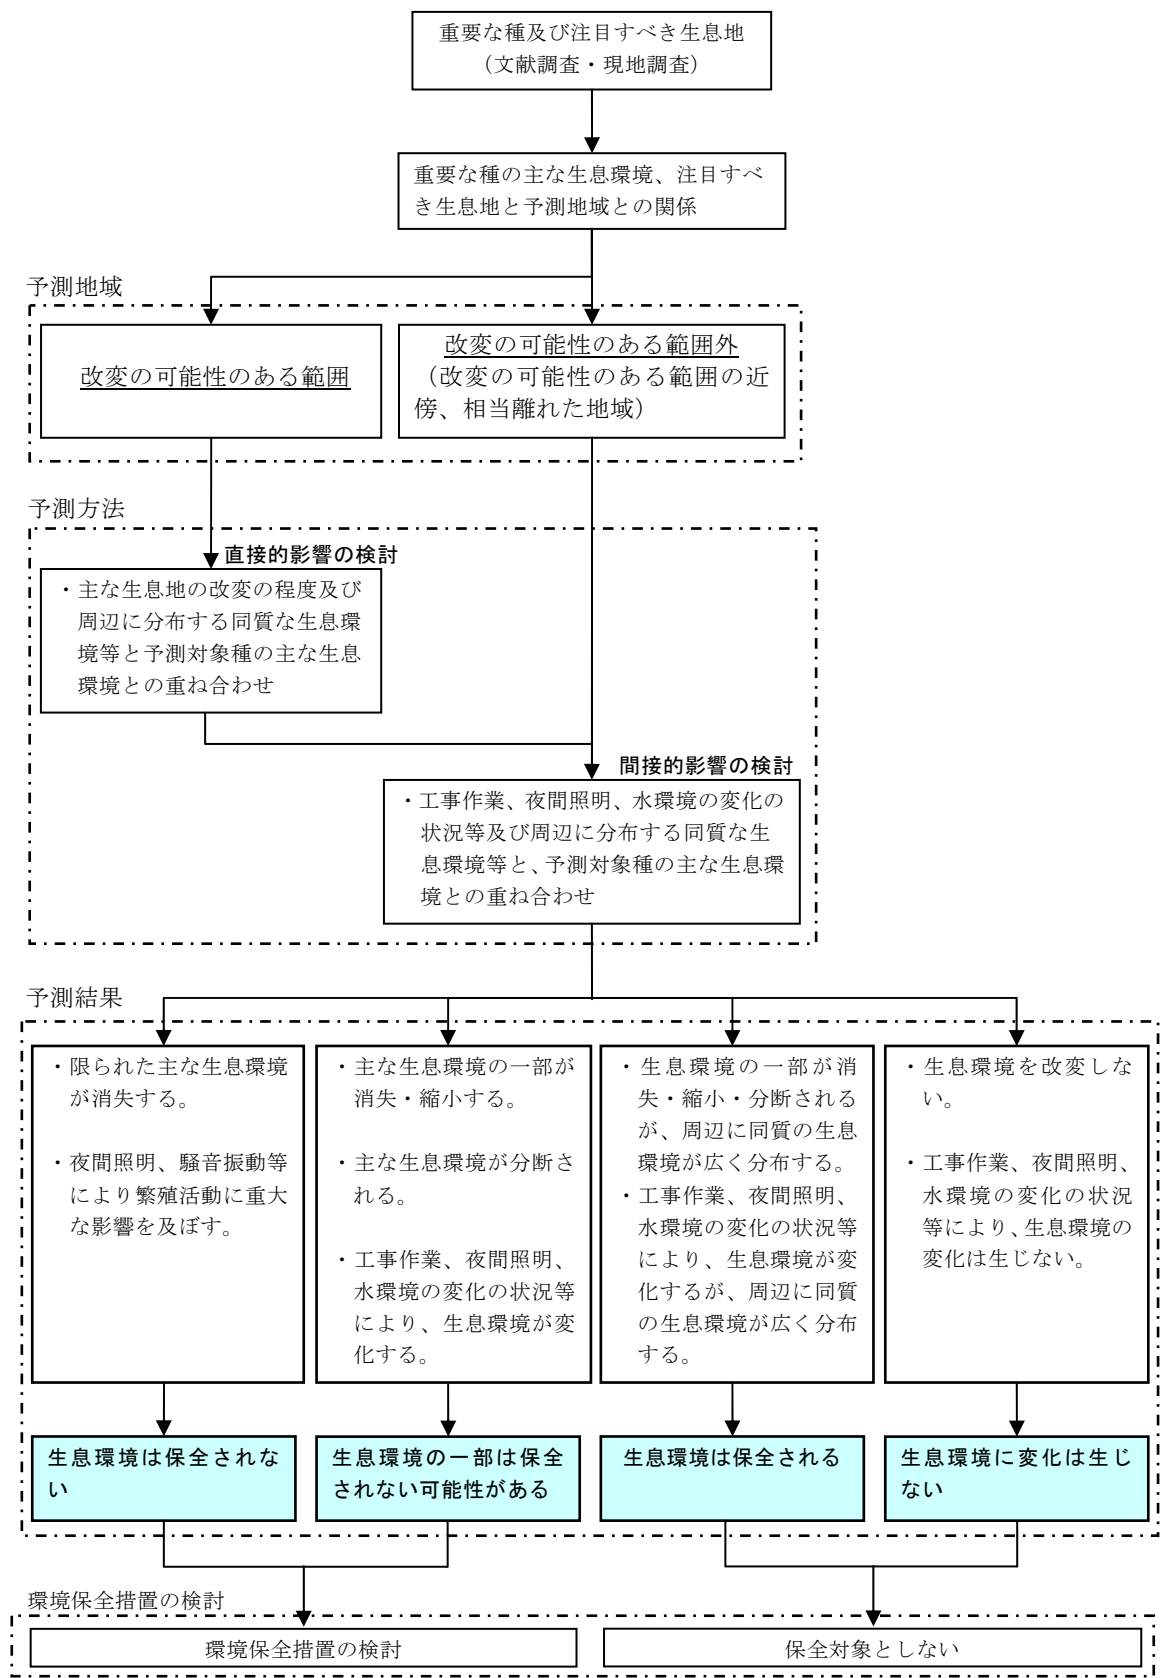 重要な種及び注目すべき生息地
（文献調査・現地調査）
重要な種の主な生息環境、注目すべ
き生息地と予測地域との関係
予測地域
改変の可能性のある範囲
改変の可能性のある範囲外
（改変の可能性のある範囲の近
傍、相当離れた地域）
予測方法
直接的影響の検討
・主な生息地の改変の程度及び
周辺に分布する同質な生息環
境等と予測対象種の主な生息
環境との重ね合わせ
間接的影響の検討
・工事作業、夜間照明、水環境の変化の
状況等及び周辺に分布する同質な生
息環境等と、予測対象種の主な生息環
境との重ね合わせ
予測結果
・限られた主な生息環境
が消失する。
・夜間照明、騒音振動等
により繁殖活動に重大
な影響を及ぼす。
・主な生息環境の一部が
消失・縮小する。
・主な生息環境が分断さ
れる。
・工事作業、夜間照明、
水環境の変化の状況等
により、生息環境が変
化する。
・生息環境の一部が消
失・縮小・分断される
が、周辺に同質の生息
環境が広く分布する。
・工事作業、夜間照明、
水環境の変化の状況等
により、生息環境が変
化するが、周辺に同質
の生息環境が広く分布
する。
・生息環境を改変しな
い。
・工事作業、夜間照明、
水環境の変化の状況
等により、生息環境の
変化は生じない。
生息環境は保全されな
い
生息環境の一部は保全
されない可能性がある
生息環境は保全される
生息環境に変化は生じ
ない
環境保全措置の検討
環境保全措置の検討
保全対象としない